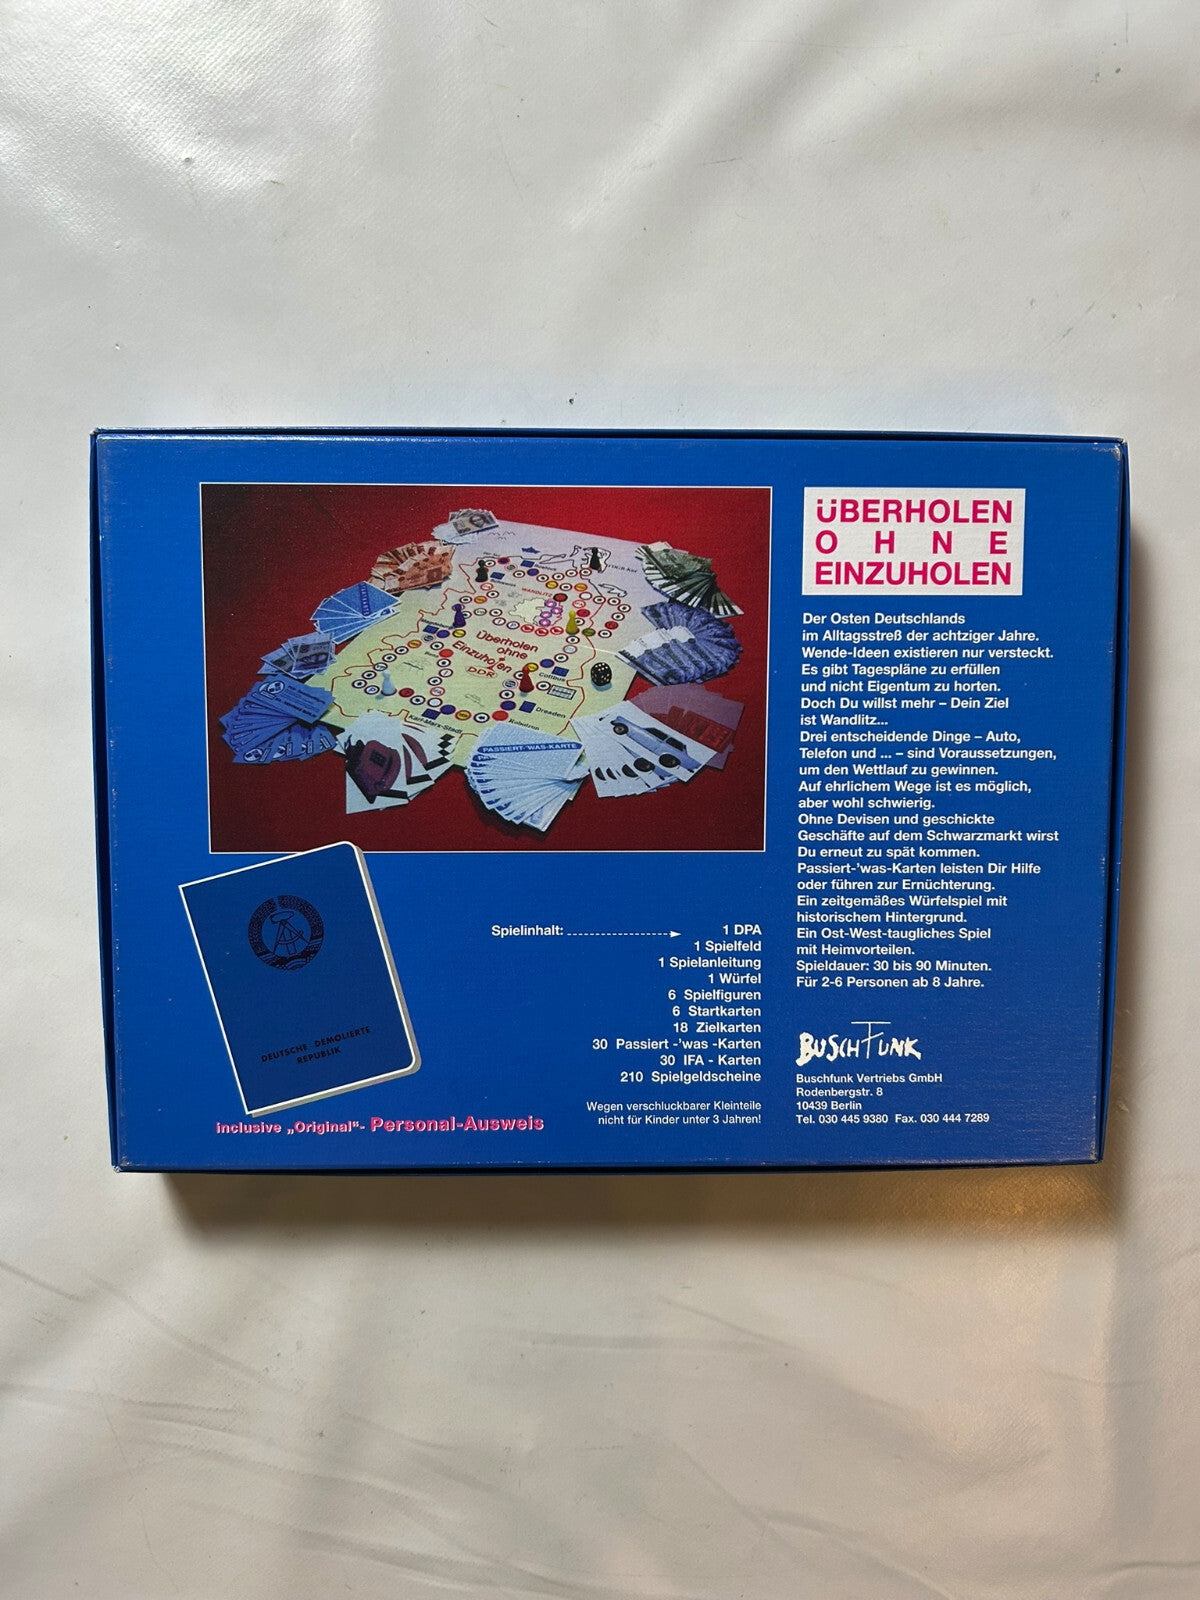 Überholen
ohne
Einzuholen
DDR
WANDLITZ
Magdeburg
Cottbus
Dresden
Robotron
Karl-Marx-Stadt
PASSIERT-'WAS-KARTE
ÜBERHOLEN
OHNE
EINZUHOLEN
Der Osten Deutschlands
im Alltagsstreß der achtziger Jahre.
Wende-Ideen existieren nur versteckt.
Es gibt Tagespläne zu erfüllen
und nicht Eigentum zu horten.
Doch Du willst mehr – Dein Ziel
ist Wandlitz...
Drei entscheidende Dinge – Auto,
Telefon und ... – sind Voraussetzungen,
um den Wettlauf zu gewinnen.
Auf ehrlichem Wege ist es möglich,
aber wohl schwierig.
Ohne Devisen und geschickte
Geschäfte auf dem Schwarzmarkt wirst
Du erneut zu spät kommen.
Passiert-'was-Karten leisten Dir Hilfe
oder führen zur Ernüchterung.
Ein zeitgemäßes Würfelspiel mit
historischem Hintergrund.
Ein Ost-West-taugliches Spiel
mit Heimvorteilen.
Spieldauer: 30 bis 90 Minuten.
Für 2-6 Personen ab 8 Jahre.
BUSCHFUNK
Buschfunk Vertriebs GmbH
Rodenbergstr. 8
10439 Berlin
Tel. 030 445 9380 Fax. 030 444 7289
Spielinhalt: 1 DPA
1 Spielfeld
1 Spielanleitung
1 Würfel
6 Spielfiguren
6 Startkarten
18 Zielkarten
30 Passiert -'was -Karten
30 IFA - Karten
210 Spielgeldscheine
Wegen verschluckbarer Kleinteile
nicht für Kinder unter 3 Jahren!
DEUTSCHE DEMOLIERTE
REPUBLIK
inclusive „Original“- Personal-Ausweis